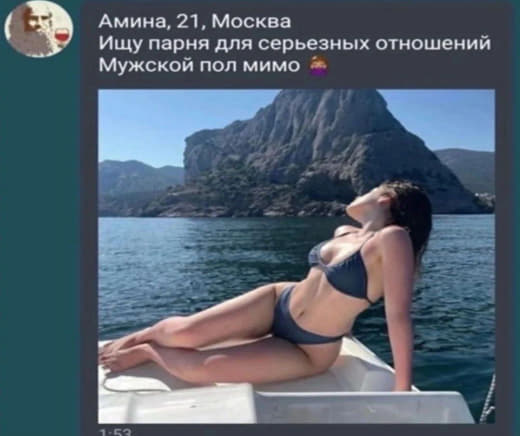 Амина, 21, Москва
Ищу парня для серьезных отношений
Мужской пол мимо 🤦🏽‍♀️
1:53